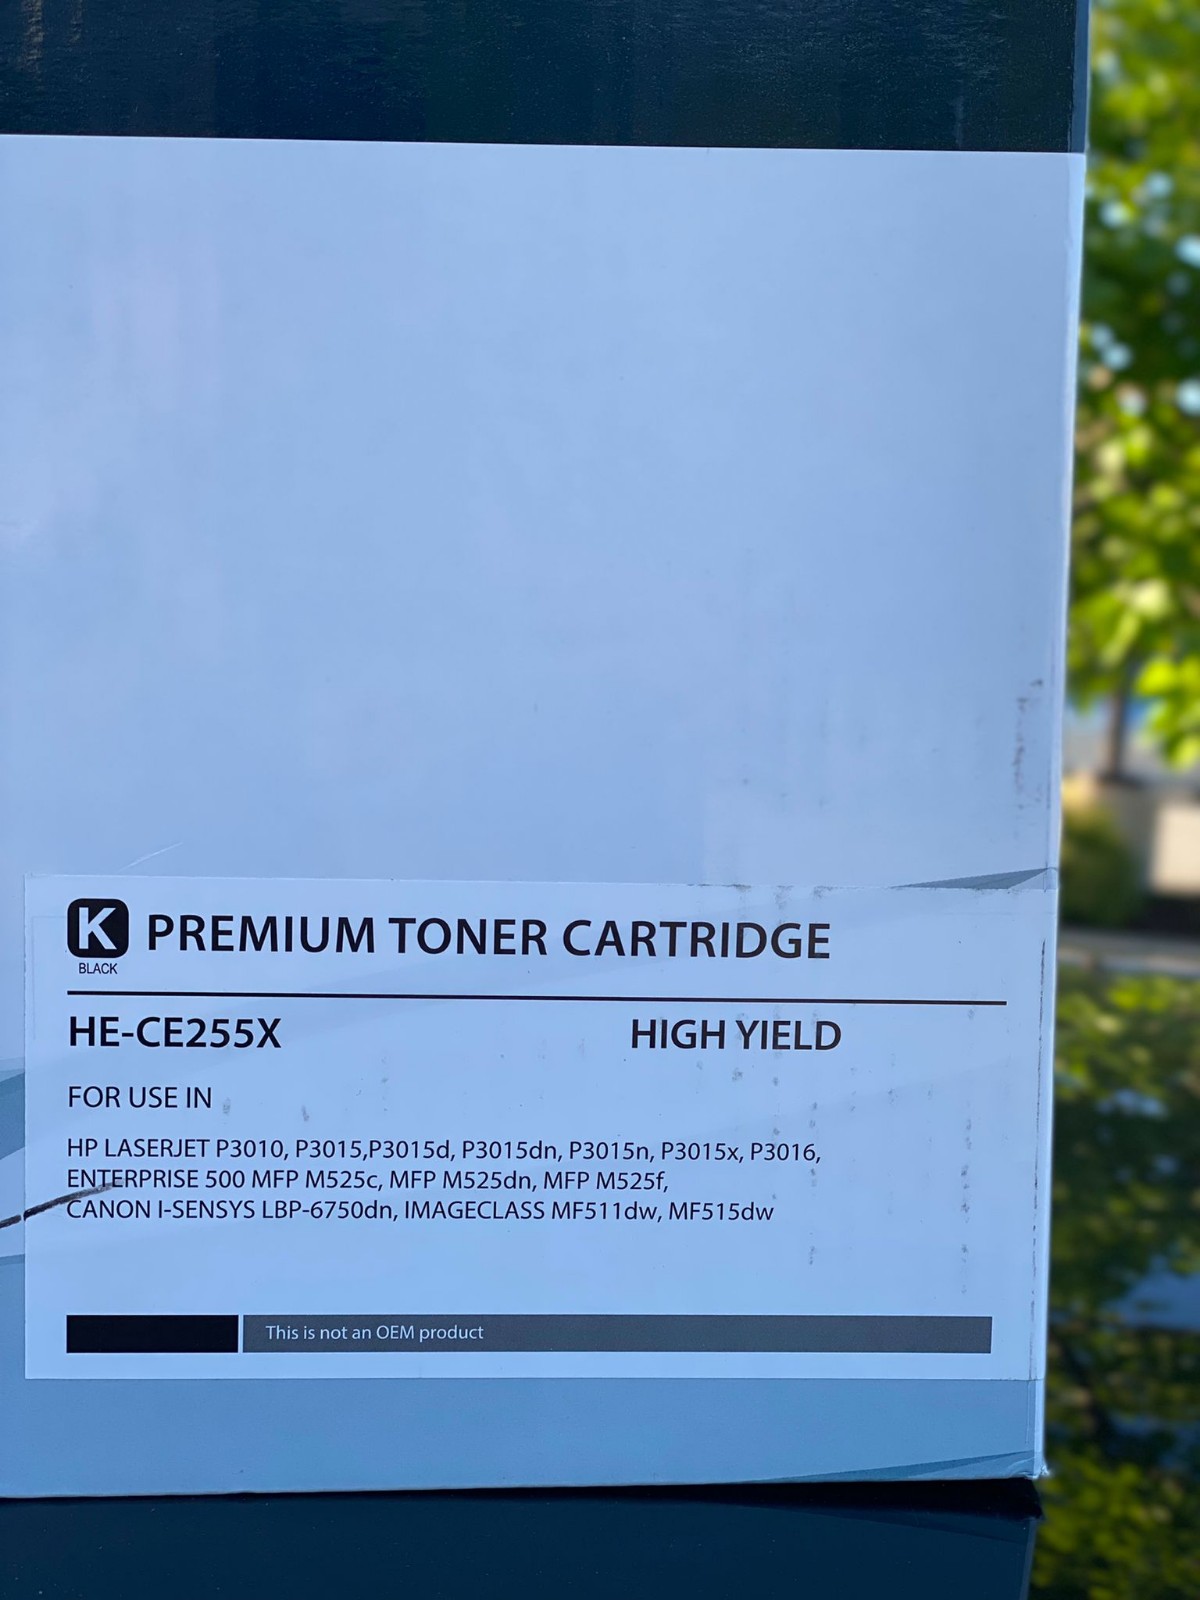 K PREMIUM TONER CARTRIDGE
BLACK
HE-CE255X HIGH YIELD
FOR USE IN
HP LASERJET P3010, P3015,P3015d, P3015dn, P3015n, P3015x, P3016,
ENTERPRISE 500 MFP M525c, MFP M525dn, MFP M525f,
CANON I-SENSYS LBP-6750dn, IMAGECLASS MF511dw, MF515dw
This is not an OEM product